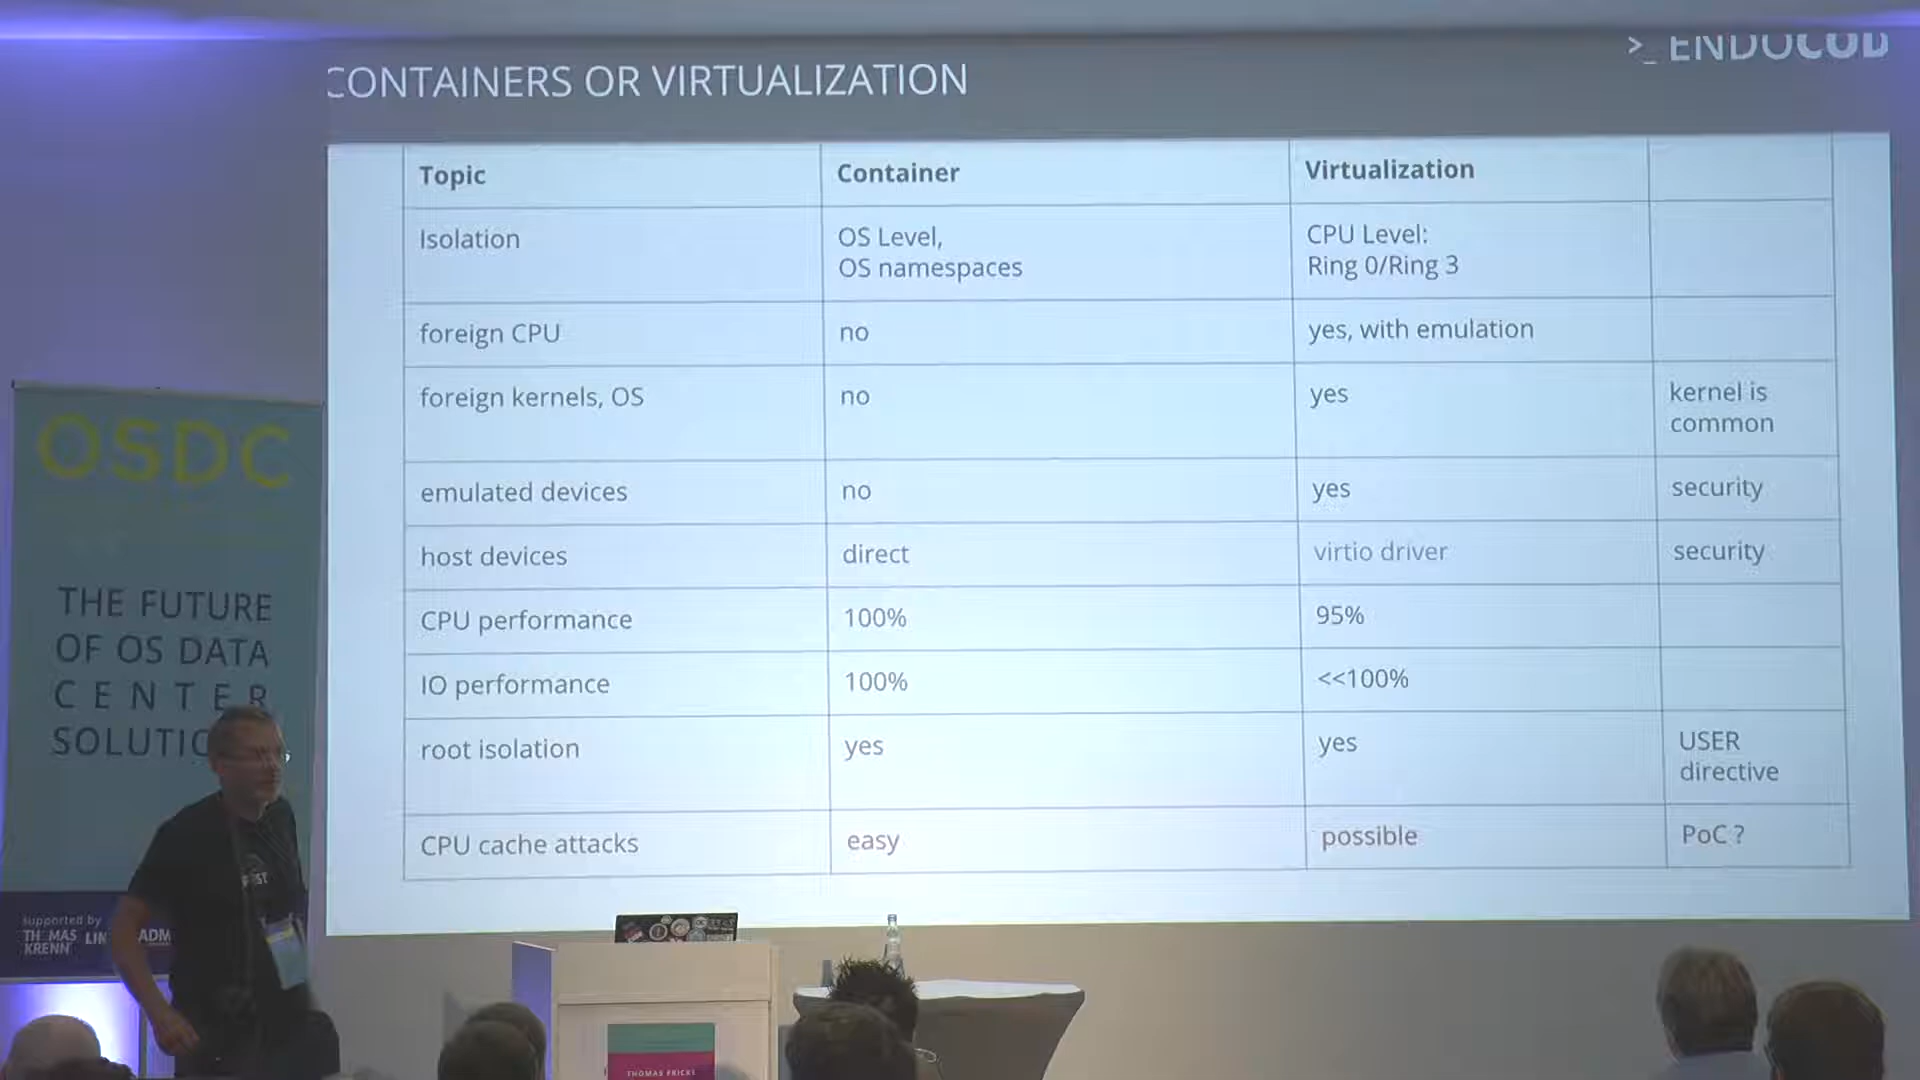 >_ ENDOCOD
CONTAINERS OR VIRTUALIZATION
Topic Container Virtualization
Isolation OS Level, CPU Level:
OS namespaces Ring 0/Ring 3
foreign CPU no yes, with emulation
foreign kernels, OS no yes kernel is
common
emulated devices no yes security
host devices direct virtio driver security
CPU performance 100% 95%
IO performance 100% <<100%
root isolation yes yes USER
directive
CPU cache attacks easy possible PoC ?
OSDC
THE FUTURE
OF OS DATA
CENTER
SOLUTIO
supported by
THOMAS
KRENN
LIN
ADM
THOMAS FRICKE